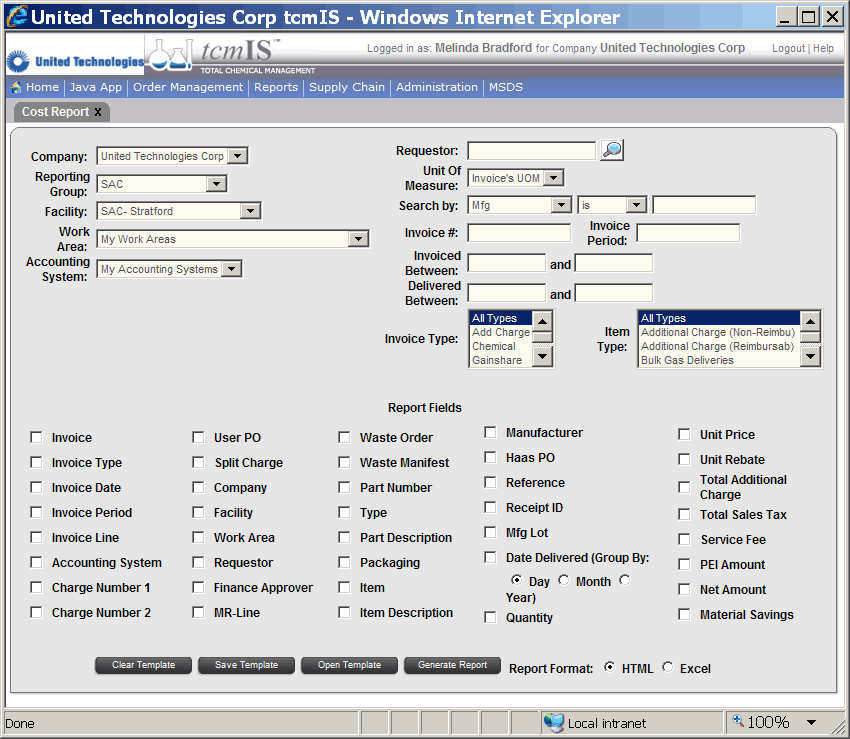 United Technologies Corp tcmIS - Windows Internet Explorer
United Technologies
tcmIS™
TOTAL CHEMICAL MANAGEMENT
Logged in as: Melinda Bradford for Company United Technologies Corp
Logout | Help
Home | Java App | Order Management | Reports | Supply Chain | Administration | MSDS
Cost Report x
Company: United Technologies Corp
Reporting
Group: SAC
Facility: SAC- Stratford
Work
Area: My Work Areas
Accounting
System: My Accounting Systems
Requestor:
Unit Of
Measure: Invoice's UOM
Search by: Mfg is
Invoice #: Invoice
Period:
Invoiced
Between: and
Delivered
Between: and
Invoice Type:
All Types
Add Charge
Chemical
Gainshare
Item
Type:
All Types
Additional Charge (Non-Reimbu)
Additional Charge (Reimbursab)
Bulk Gas Deliveries
Report Fields
Invoice
Invoice Type
Invoice Date
Invoice Period
Invoice Line
Accounting System
Charge Number 1
Charge Number 2
User PO
Split Charge
Company
Facility
Work Area
Requestor
Finance Approver
MR-Line
Waste Order
Waste Manifest
Part Number
Type
Part Description
Packaging
Item
Item Description
Manufacturer
Haas PO
Reference
Receipt ID
Mfg Lot
Date Delivered (Group By:
Day Month
Year)
Quantity
Unit Price
Unit Rebate
Total Additional
Charge
Total Sales Tax
Service Fee
PEI Amount
Net Amount
Material Savings
Clear Template Save Template Open Template Generate Report Report Format: HTML Excel
Done Local intranet 100%